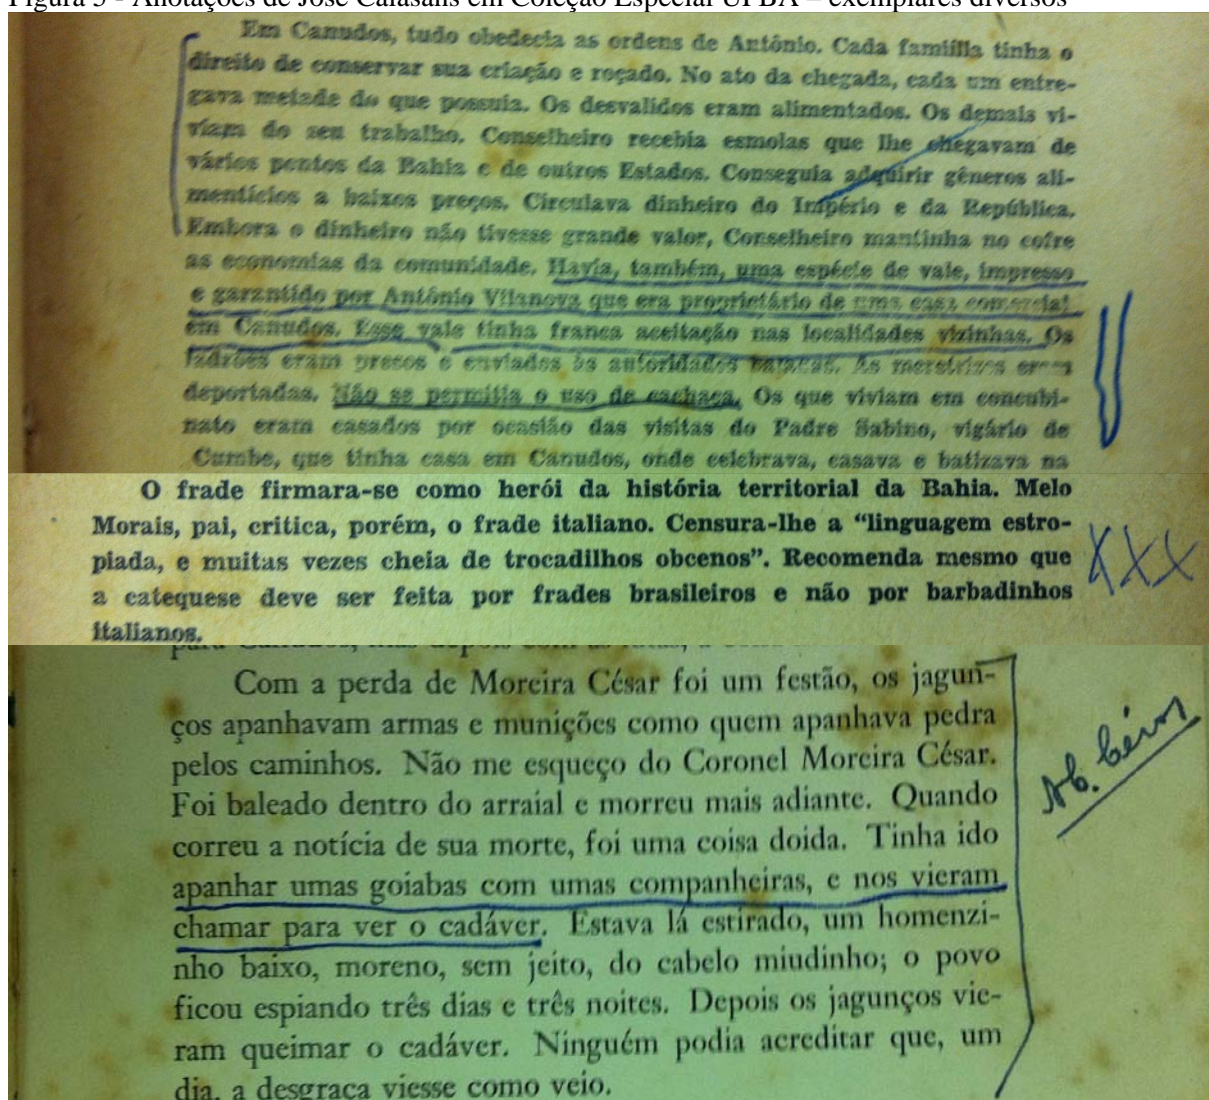 Figura 5 - Anotações de José Calasans em Coleção Especial UFBA – exemplares diversos
Em Canudos, tudo obedecia as ordens de Antônio. Cada famiília tinha o
direito de conservar sua criação e roçado. No ato da chegada, cada um entre-
gava metade do que possuia. Os desvalidos eram alimentados. Os demais vi-
viam do seu trabalho. Conselheiro recebia esmolas que lhe chegavam de
vários pontos da Bahia e de outros Estados. Conseguia adquirir gêneros ali-
mentícios a baixos preços. Circulava dinheiro do Império e da República.
Embora o dinheiro não tivesse grande valor, Conselheiro mantinha no cofre
as economias da comunidade. Havia, também, uma espécie de vale, impresso
e garantido por Antônio Vilanova que era proprietário de uma casa comercial
em Canudos. Esse vale tinha franca aceitação nas localidades vizinhas. Os
ladrões eram presos e enviados às autoridades baianas. As meretrizes eram
deportadas. Não se permitia o uso de cachaça. Os que viviam em concubi-
nato eram casados por ocasião das visitas do Padre Sabino, vigário de
Cumbe, que tinha casa em Canudos, onde celebrava, casava e batizava na
O frade firmara-se como herói da história territorial da Bahia. Melo
Morais, pai, critica, porém, o frade italiano. Censura-lhe a “linguagem estro-
piada, e muitas vezes cheia de trocadilhos obcenos”. Recomenda mesmo que
a catequese deve ser feita por frades brasileiros e não por barbadinhos
italianos.
XXX
Com a perda de Moreira César foi um festão, os jagun-
ços apanhavam armas e munições como quem apanhava pedra
pelos caminhos. Não me esqueço do Coronel Moreira César.
Foi baleado dentro do arraial e morreu mais adiante. Quando
correu a notícia de sua morte, foi uma coisa doida. Tinha ido
apanhar umas goiabas com umas companheiras, e nos vieram
chamar para ver o cadáver. Estava lá estirado, um homenzi-
nho baixo, moreno, sem jeito, do cabelo miudinho; o povo
ficou espiando três dias e três noites. Depois os jagunços vie-
ram queimar o cadáver. Ninguém podia acreditar que, um
dia, a desgraça viesse como veio.